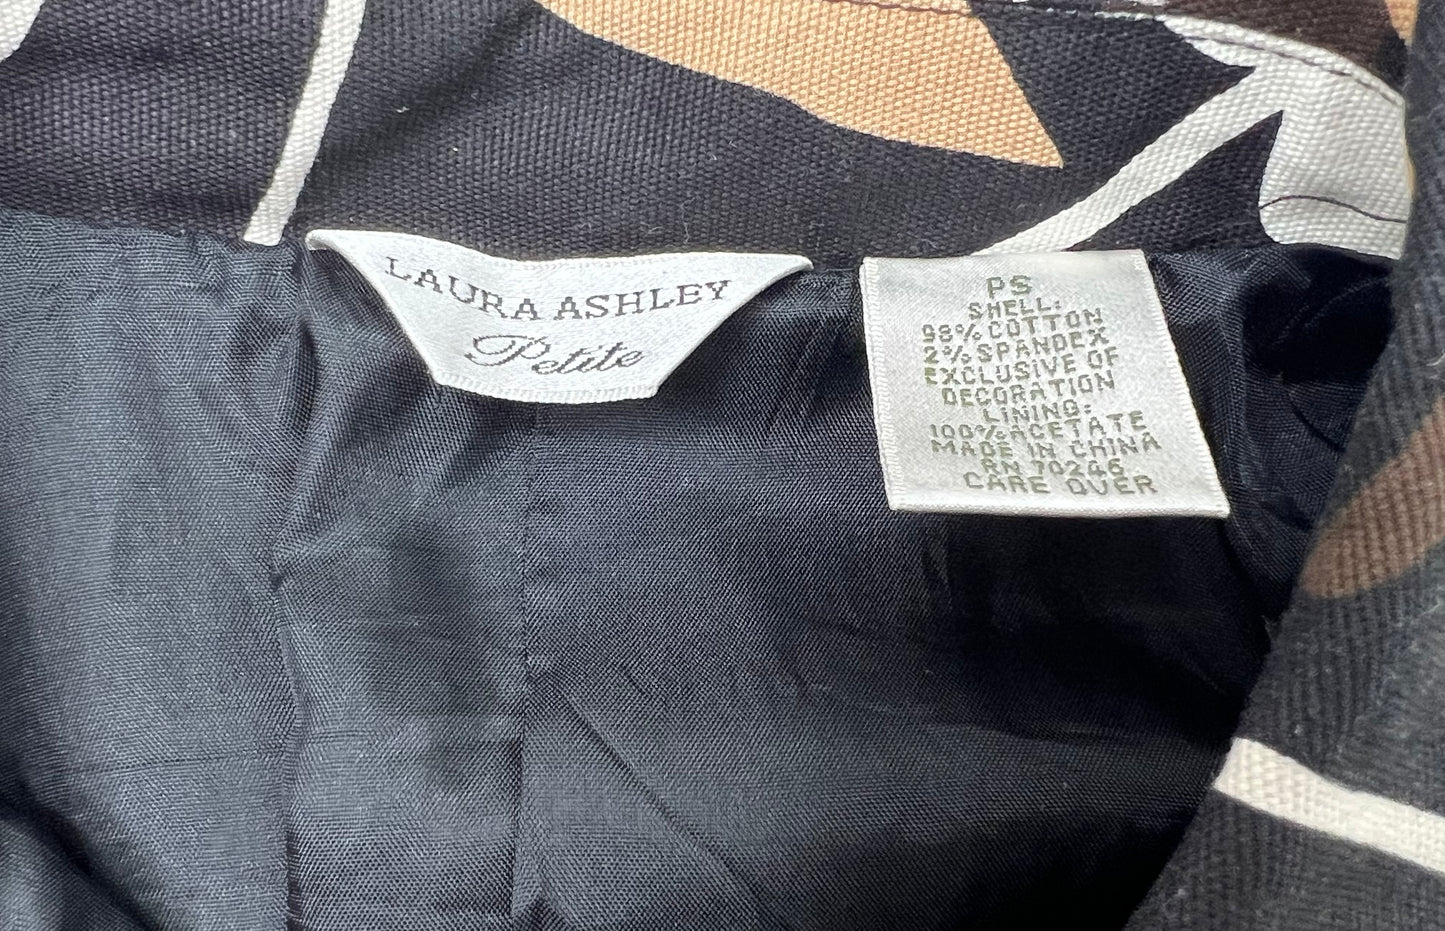 LAURA ASHLEY
Petite
PS
SHELL:
98% COTTON
2% SPANDEX
EXCLUSIVE OF
DECORATION
LINING:
100% ACETATE
MADE IN CHINA
RN 70246
CARE OVER